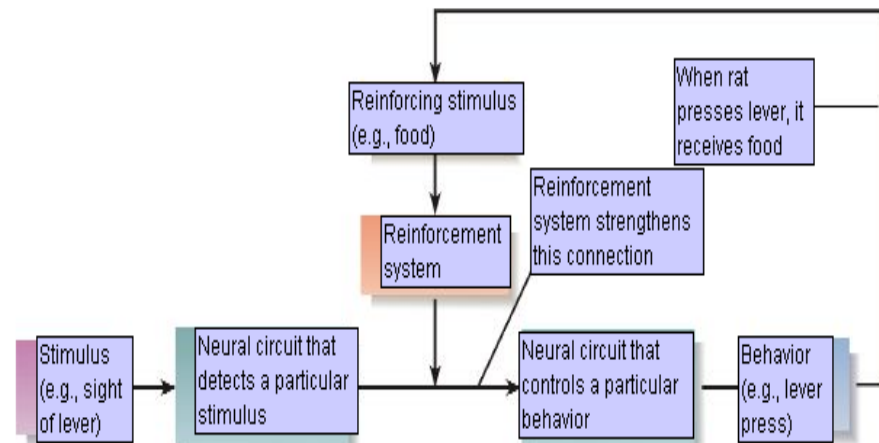 Reinforcing stimulus
(e.g., food)
When rat
presses lever, it
receives food
Reinforcement
system strengthens
this connection
Reinforcement
system
Stimulus
(e.g., sight
of lever)
Neural circuit that
detects a particular
stimulus
Neural circuit that
controls a particular
behavior
Behavior
(e.g., lever
press)